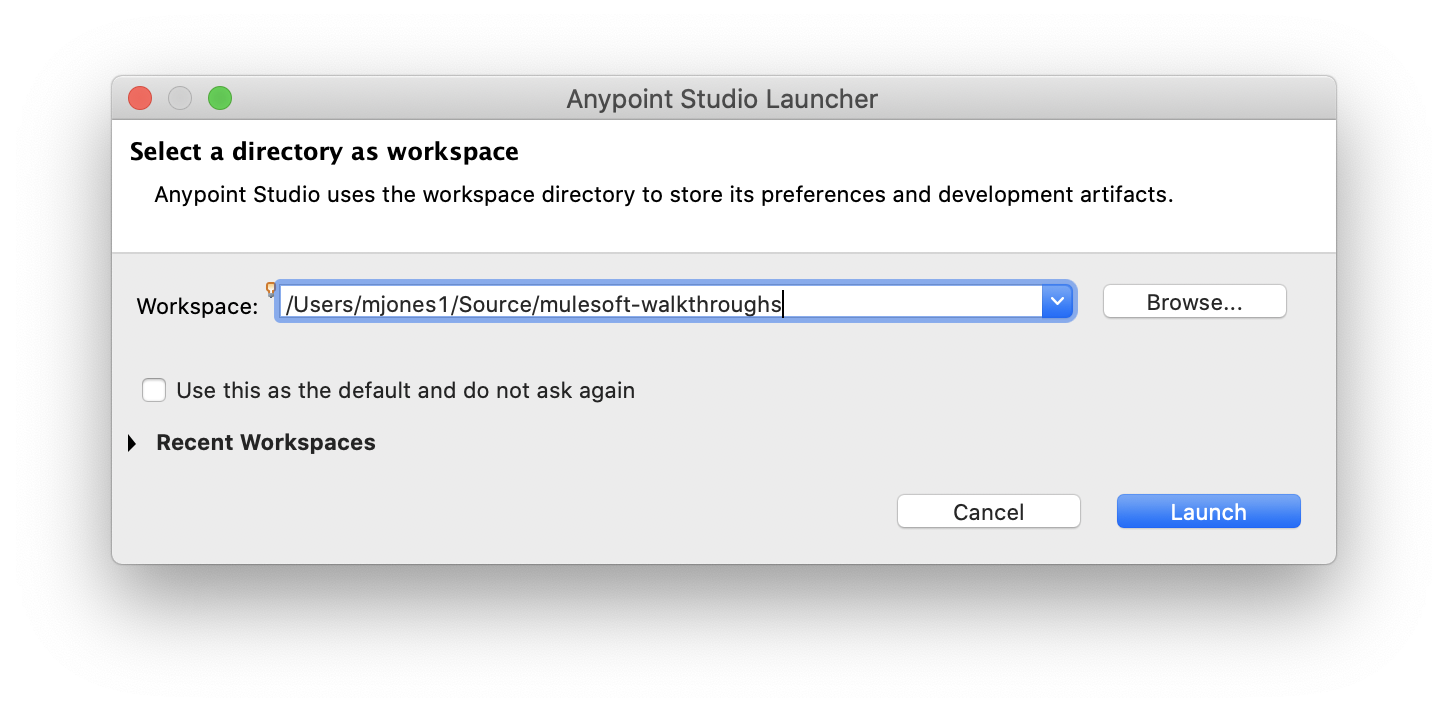 Anypoint Studio Launcher
Select a directory as workspace
Anypoint Studio uses the workspace directory to store its preferences and development artifacts.
Workspace: /Users/mjones1/Source/mulesoft-walkthroughs Browse...
Use this as the default and do not ask again
Recent Workspaces
Cancel Launch